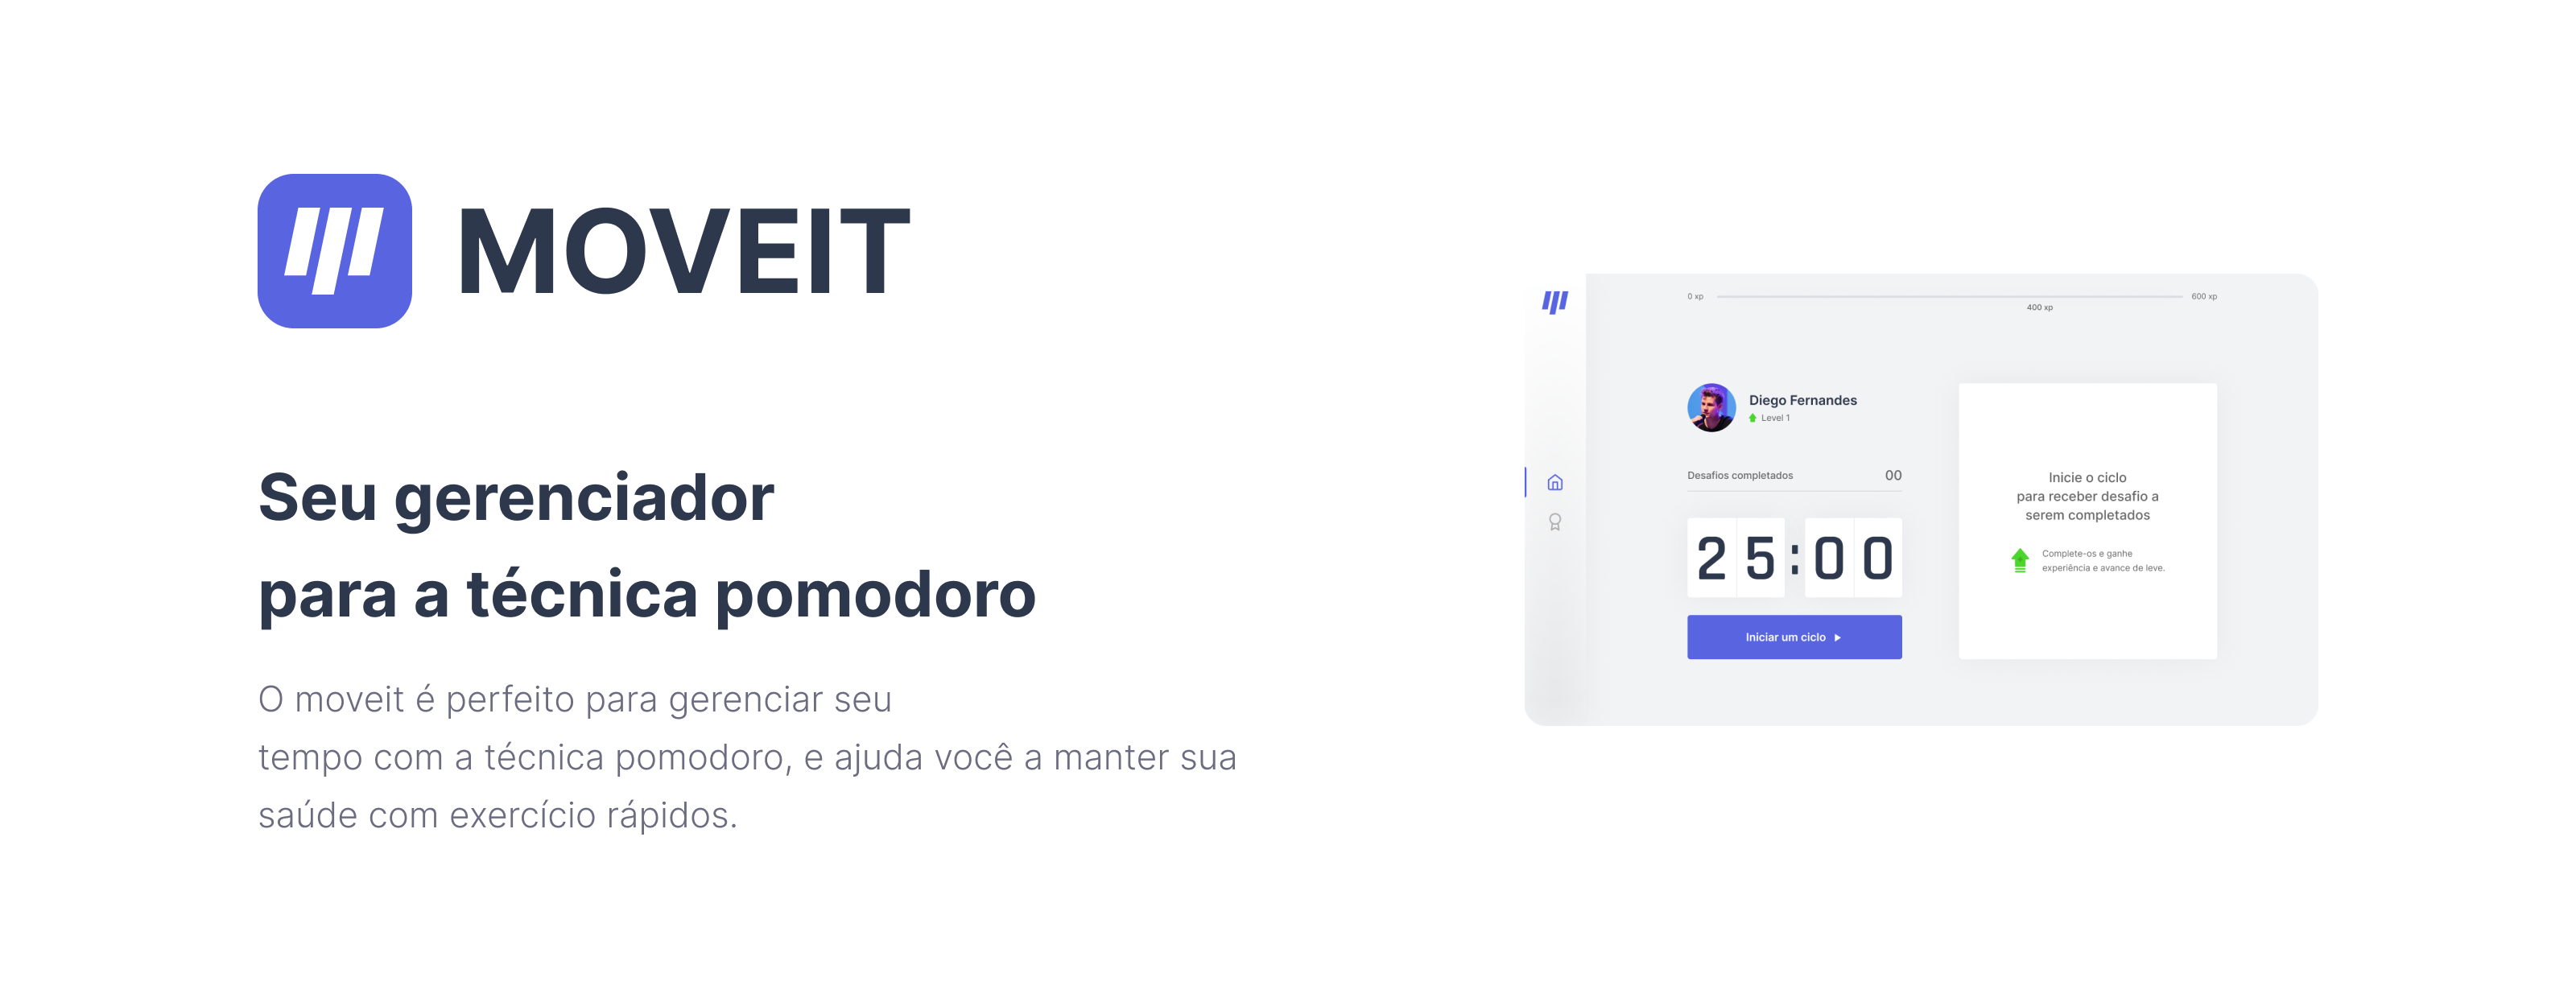 MOVEIT
Seu gerenciador
para a técnica pomodoro
O moveit é perfeito para gerenciar seu
tempo com a técnica pomodoro, e ajuda você a manter sua
saúde com exercício rápidos.
0 xp
600 xp
400 xp
Diego Fernandes
Level 1
Desafios completados
00
25:00
Iniciar um ciclo
Inicie o ciclo
para receber desafio a
serem completados
Complete-os e ganhe
experiência e avance de leve.